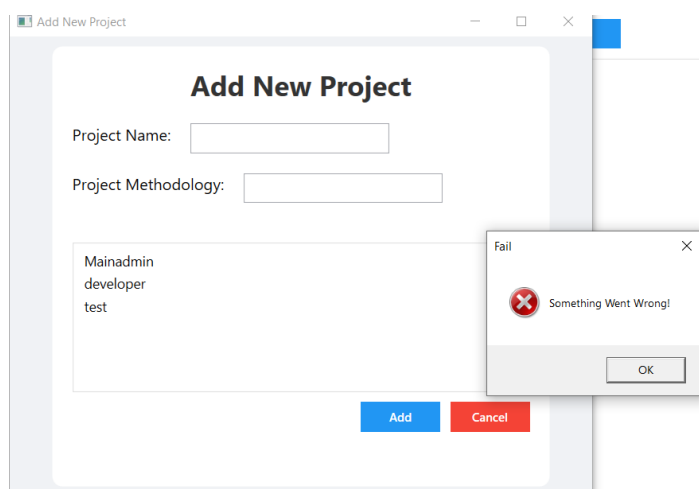 Add New Project
Add New Project
Project Name:
Project Methodology:
Mainadmin
developer
test
Add
Cancel
Fail
Something Went Wrong!
OK